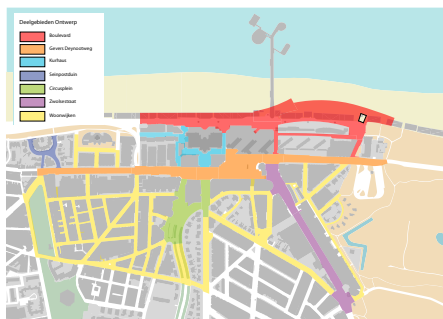 Deelgebieden Ontwerp
Boulevard
Gevers Deynootweg
Kurhaus
Seinpostduin
Circusplein
Zwolsestraat
Woonwijken